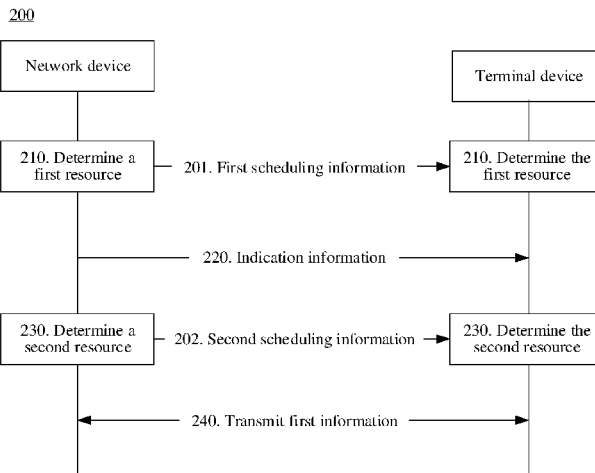 200
Network device
Terminal device
210. Determine a
first resource
201. First scheduling information
210. Determine the
first resource
220. Indication information
230. Determine a
second resource
202. Second scheduling information
230. Determine the
second resource
240. Transmit first information